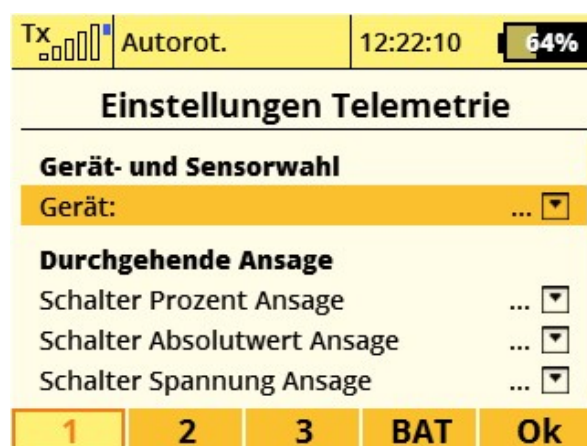 Tx Autorot. 12:22:10 64%
Einstellungen Telemetrie
Gerät- und Sensorwahl
Gerät: ...
Durchgehende Ansage
Schalter Prozent Ansage ...
Schalter Absolutwert Ansage ...
Schalter Spannung Ansage ...
1 2 3 BAT Ok